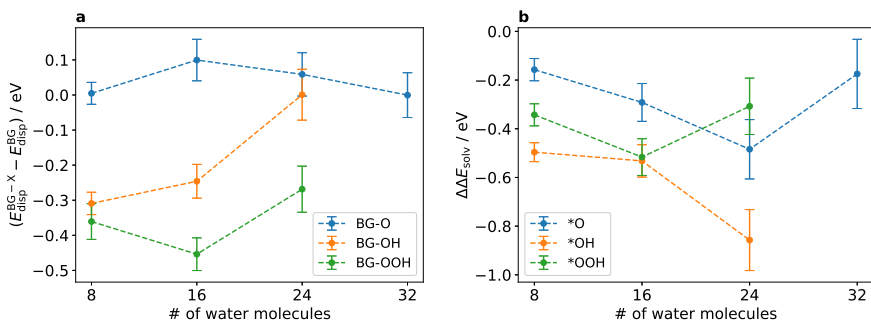 a
(E_disp^BG−X − E_disp^BG) / eV
0.1
0.0
−0.1
−0.2
−0.3
−0.4
−0.5
8
16
24
32
# of water molecules
BG-O
BG-OH
BG-OOH
b
ΔΔE_solv / eV
0.0
−0.2
−0.4
−0.6
−0.8
−1.0
8
16
24
32
# of water molecules
*O
*OH
*OOH